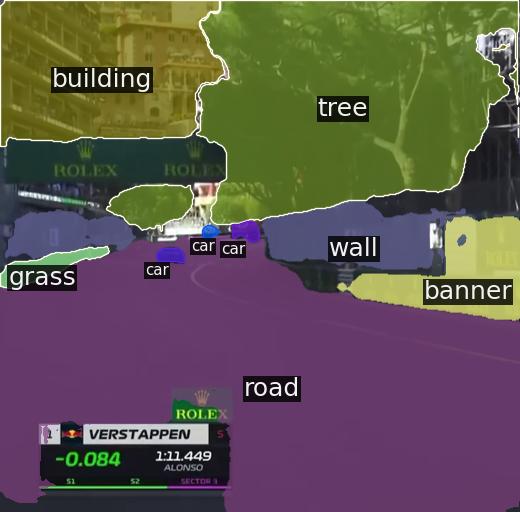 building
tree
ROLEX ROLEX
car car
wall
car
grass
banner
road
ROLEX
1 VERSTAPPEN S
-0.084 1:11.449
ALONSO
S1 S2 SECTOR 3